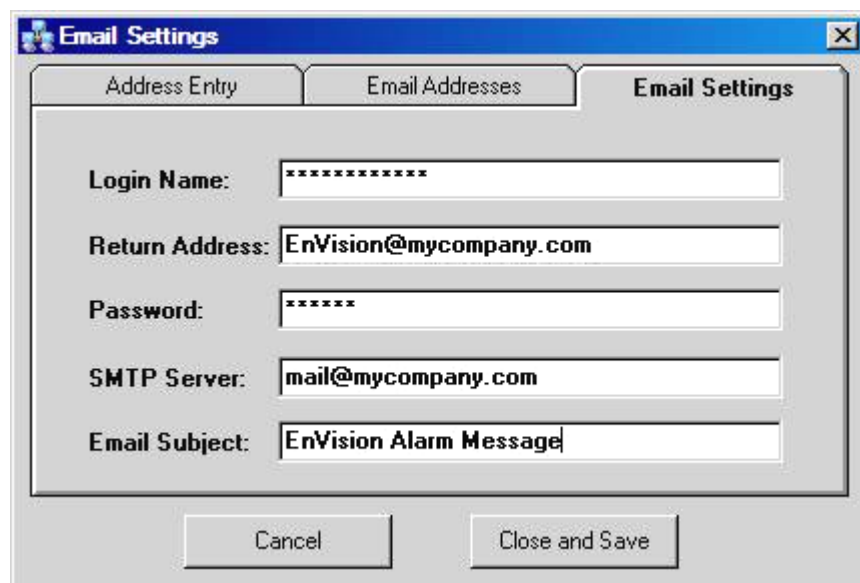 Email Settings
Address Entry Email Addresses Email Settings
Login Name: ************
Return Address: EnVision@mycompany.com
Password: ******
SMTP Server: mail@mycompany.com
Email Subject: EnVision Alarm Message
Cancel Close and Save